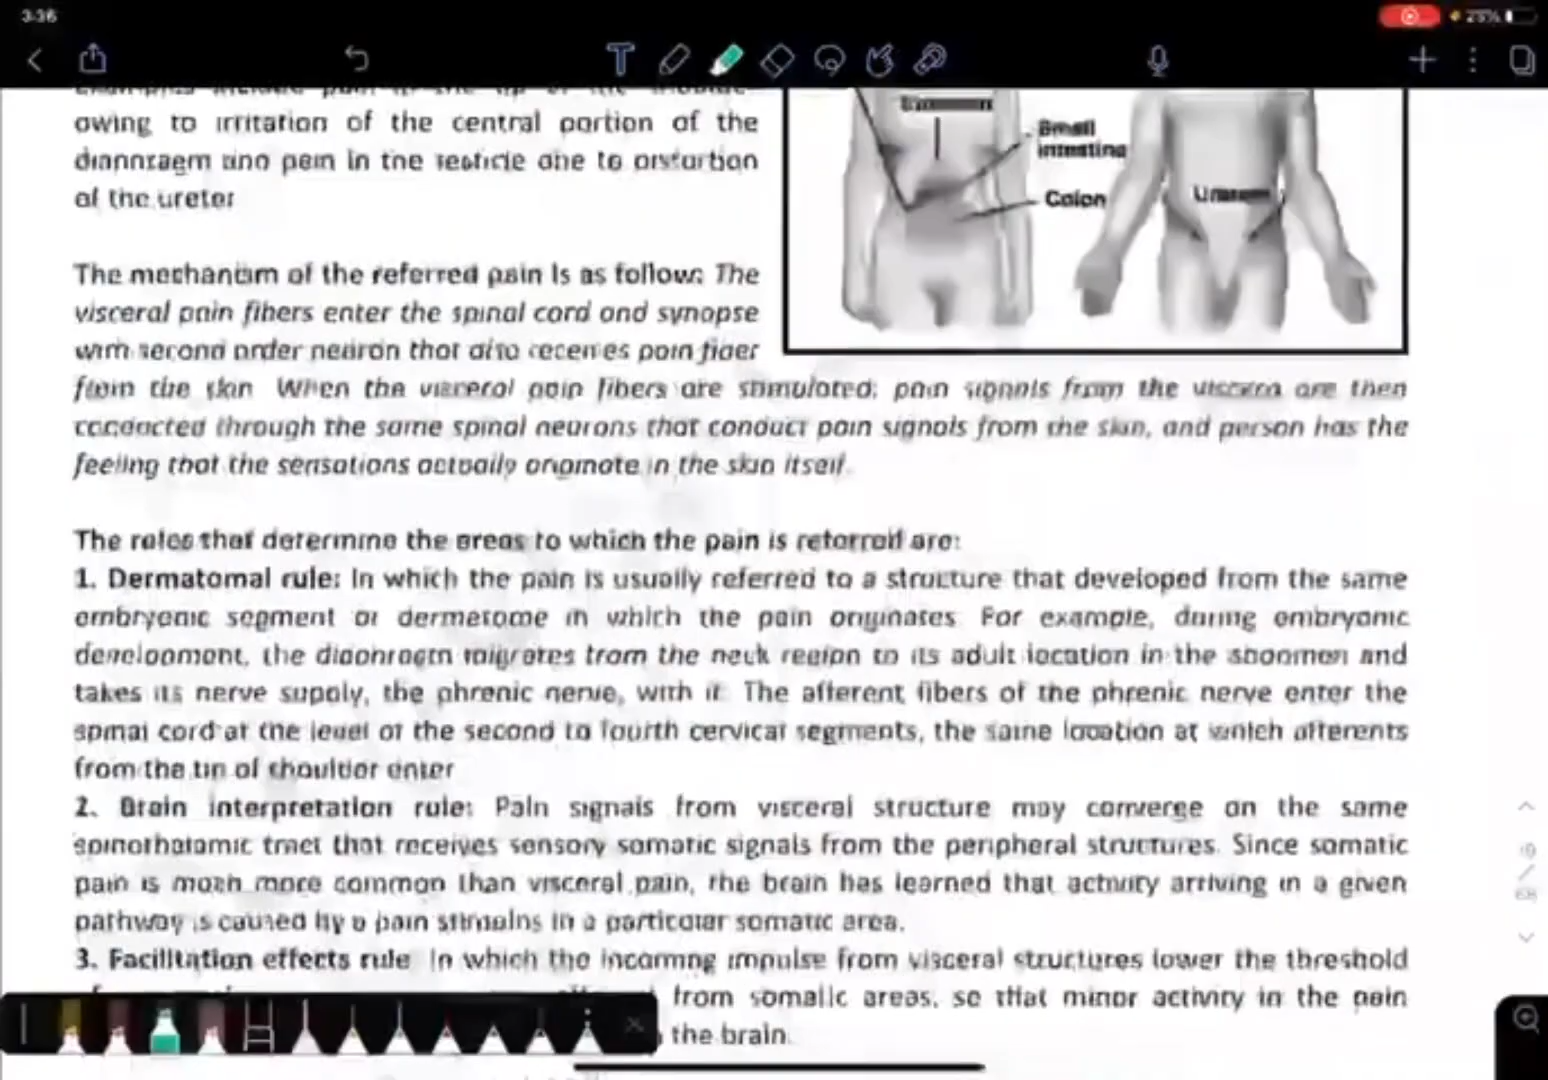 3:36
25%
owing to irritation of the central portion of the
diaphragm and pain in the testicle due to distortion
of the ureter
Small
intestine
Colon
Ureters
The mechanism of the referred pain is as follow: The
visceral pain fibers enter the spinal cord and synapse
with second order neuron that also receives pain fiber
from the skin. When the visceral pain fibers are stimulated, pain signals from the viscera are then
conducted through the same spinal neurons that conduct pain signals from the skin, and person has the
feeling that the sensations actually originate in the skin itself.
The rules that determine the areas to which the pain is referred are:
1. Dermatomal rule: In which the pain is usually referred to a structure that developed from the same
embryonic segment or dermatome in which the pain originates. For example, during embryonic
development, the diaphragm migrates from the neck region to its adult location in the abdomen and
takes its nerve supply, the phrenic nerve, with it. The afferent fibers of the phrenic nerve enter the
spinal cord at the level of the second to fourth cervical segments, the same location at which afferents
from the tip of shoulder enter
2. Brain interpretation rule: Pain signals from visceral structure may converge on the same
spinothalamic tract that receives sensory somatic signals from the peripheral structures. Since somatic
pain is much more common than visceral pain, the brain has learned that activity arriving in a given
pathway is caused by a pain stimulus in a particular somatic area.
3. Facilitation effects rule In which the incoming impulse from visceral structures lower the threshold
from somatic areas, so that minor activity in the pain
the brain.